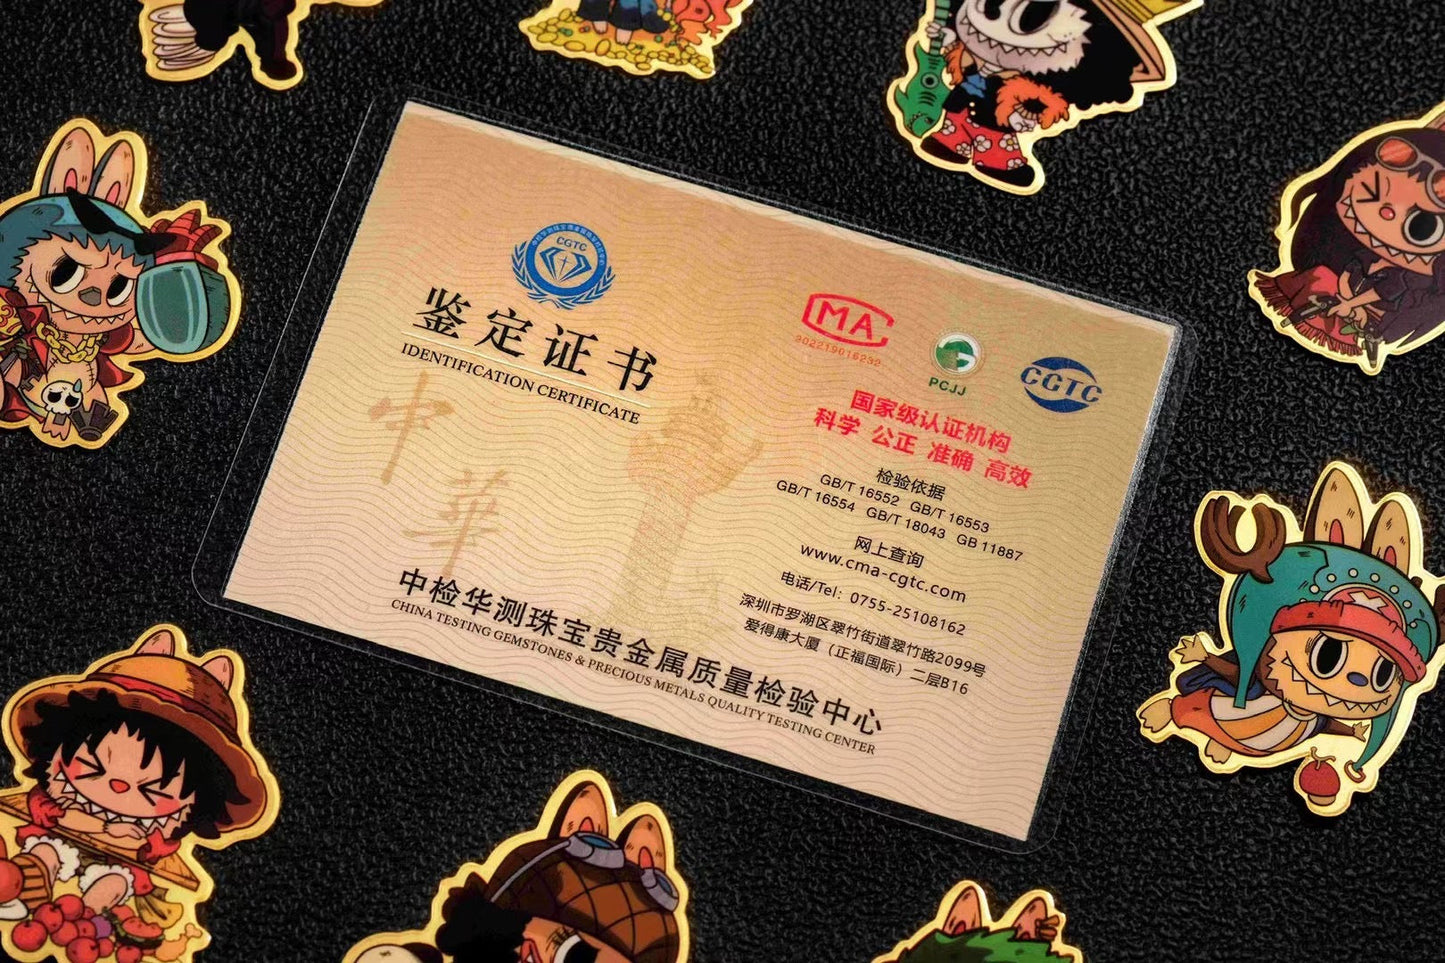 CGTC
鉴定证书
IDENTIFICATION CERTIFICATE
中華
中检华测珠宝贵金属质量检验中心
CHINA TESTING GEMSTONES & PRECIOUS METALS QUALITY TESTING CENTER
MA
302219016232
PCJJ
CGTC
国家级认证机构
科学 公正 准确 高效
检验依据
GB/T 16552 GB/T 16553
GB/T 16554 GB/T 18043 GB 11887
网上查询
www.cma-cgtc.com
电话/Tel: 0755-25108162
深圳市罗湖区翠竹街道翠竹路2099号
爱得康大厦（正福国际）二层B16